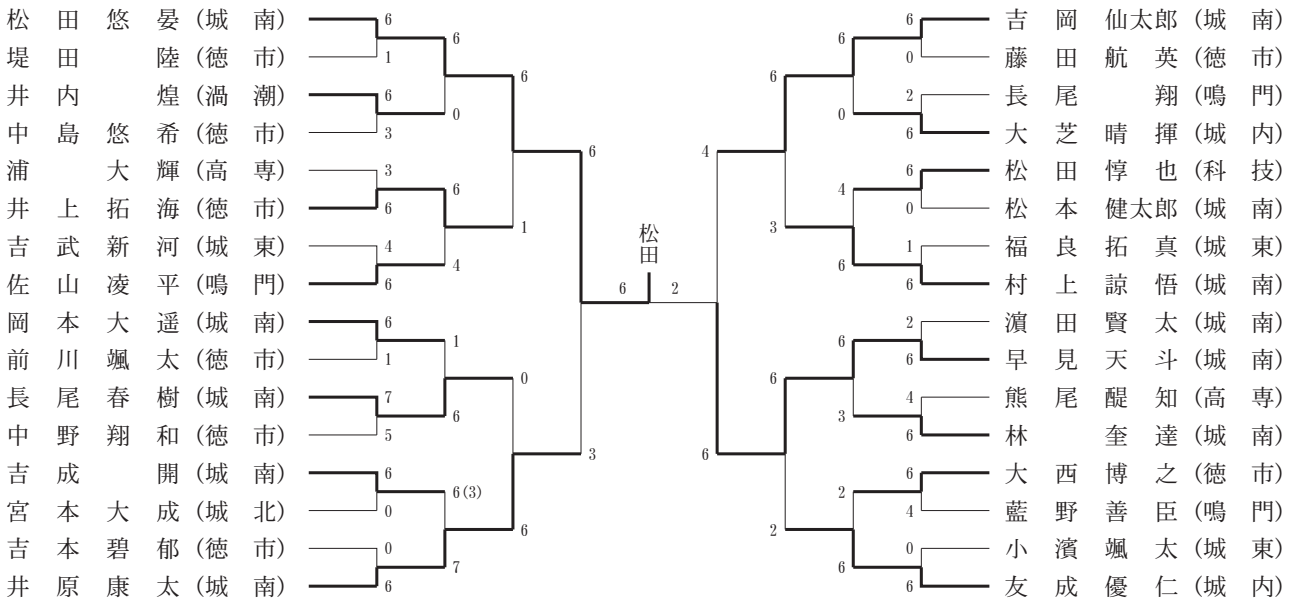 松田悠晏(城南)
堤田陸(徳市)
井内煌(渦潮)
中島悠希(徳市)
浦大輝(高専)
井上拓海(徳市)
吉武新河(城東)
佐山凌平(鳴門)
岡本大遥(城南)
前川颯太(徳市)
長尾春樹(城南)
中野翔和(徳市)
吉成開(城南)
宮本大成(城北)
吉本碧郁(徳市)
井原康太(城南)
6
1
6
3
3
6
4
6
6
1
7
5
6
0
0
6
6
0
6
4
1
6
6(3)
7
6
1
0
6
6
3
6
松田
2
4
6
3
6
2
6
0
4
6
6
3
2
6
6
0
2
6
6
0
1
6
2
6
4
6
6
4
0
6
吉岡仙太郎(城南)
藤田航英(徳市)
長尾翔(鳴門)
大芝晴揮(城内)
松田惇也(科技)
松本健太郎(城南)
福良拓真(城東)
村上諒悟(城南)
濵田賢太(城南)
早見天斗(城南)
熊尾醍知(高専)
林奎達(城南)
大西博之(徳市)
藍野善臣(鳴門)
小濱颯太(城東)
友成優仁(城内)